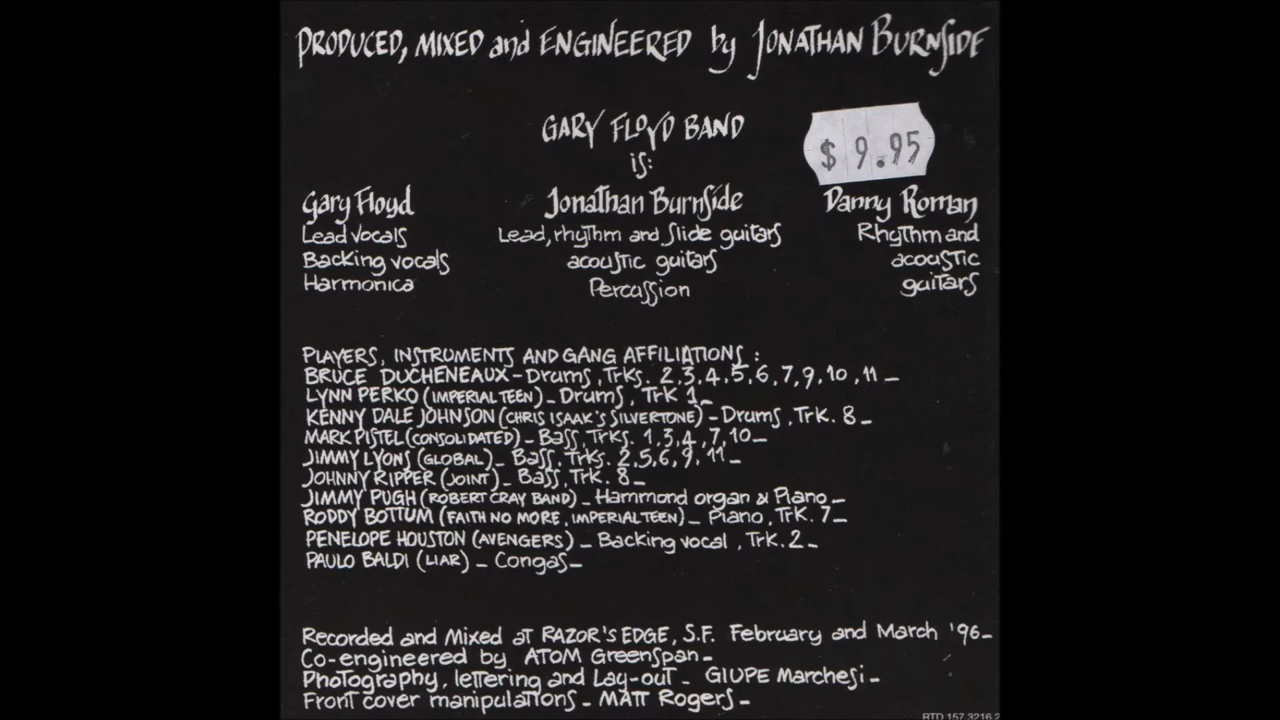 PRODUCED, MIXED and ENGINEERED by JONATHAN BURNSIDE
GARY FLOYD BAND
is:
$ 9.95
Gary Floyd
Lead vocals
Backing vocals
Harmonica
Jonathan Burnside
Lead, rhythm and slide guitars
acoustic guitars
Percussion
Danny Roman
Rhythm and
acoustic
guitars
PLAYERS, INSTRUMENTS AND GANG AFFILIATIONS :
BRUCE DUCHENEAUX - Drums, Trks. 2,3,4,5,6,7,9,10,11 -
LYNN PERKO (IMPERIAL TEEN) - Drums, Trk 1 -
KENNY DALE JOHNSON (CHRIS ISAAK'S SILVERTONE) - Drums, Trk. 8 -
MARK PISTEL (CONSOLIDATED) - Bass, Trks. 1,3,4,7,10 -
JIMMY LYONS (GLOBAL) - Bass, Trks. 2,5,6,9,11 -
JOHNNY RIPPER (JOINT) - Bass, Trk. 8 -
JIMMY PUGH (ROBERT CRAY BAND) - Hammond organ & Piano -
RODDY BOTTUM (FAITH NO MORE, IMPERIAL TEEN) - Piano, Trk. 7 -
PENELOPE HOUSTON (AVENGERS) - Backing vocal, Trk. 2 -
PAULO BALDI (LIAR) - Congas -
Recorded and Mixed at RAZOR'S EDGE, S.F. February and March '96 -
Co-engineered by ATOM Greenspan -
Photography, lettering and Lay-out - GIUPE Marchesi -
Front cover manipulations - MATT Rogers -
RTD 157.3216.2